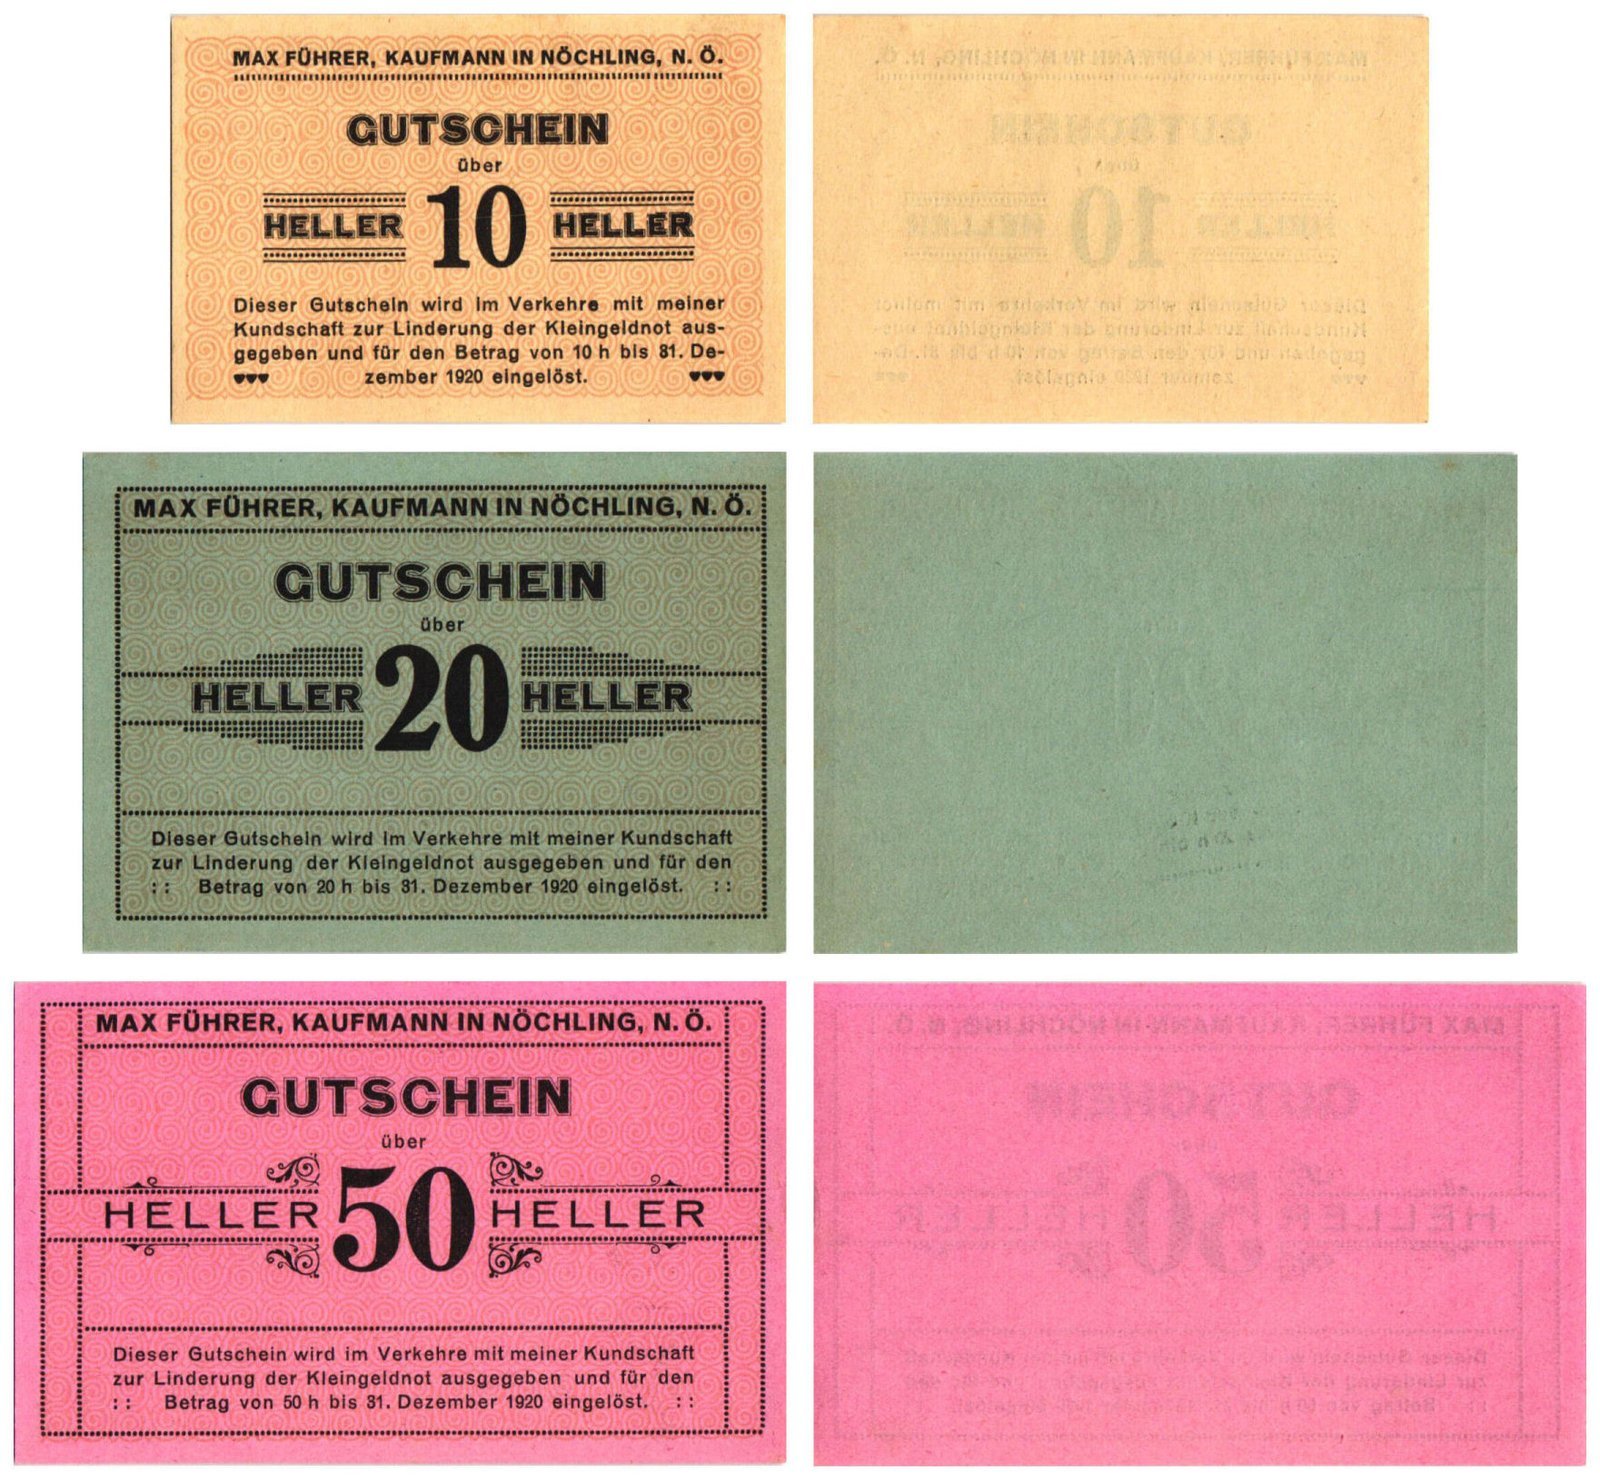 MAX FÜHRER, KAUFMANN IN NÖCHLING, N. Ö.
GUTSCHEIN
über
HELLER 10 HELLER
Dieser Gutschein wird im Verkehre mit meiner
Kundschaft zur Linderung der Kleingeldnot aus-
gegeben und für den Betrag von 10 h bis 31. De-
zember 1920 eingelöst.
MAX FÜHRER, KAUFMANN IN NÖCHLING, N. Ö.
GUTSCHEIN
über
HELLER 20 HELLER
Dieser Gutschein wird im Verkehre mit meiner Kundschaft
zur Linderung der Kleingeldnot ausgegeben und für den
:: Betrag von 20 h bis 31. Dezember 1920 eingelöst. ::
MAX FÜHRER, KAUFMANN IN NÖCHLING, N. Ö.
GUTSCHEIN
über
HELLER 50 HELLER
Dieser Gutschein wird im Verkehre mit meiner Kundschaft
zur Linderung der Kleingeldnot ausgegeben und für den
:: Betrag von 50 h bis 31. Dezember 1920 eingelöst. ::